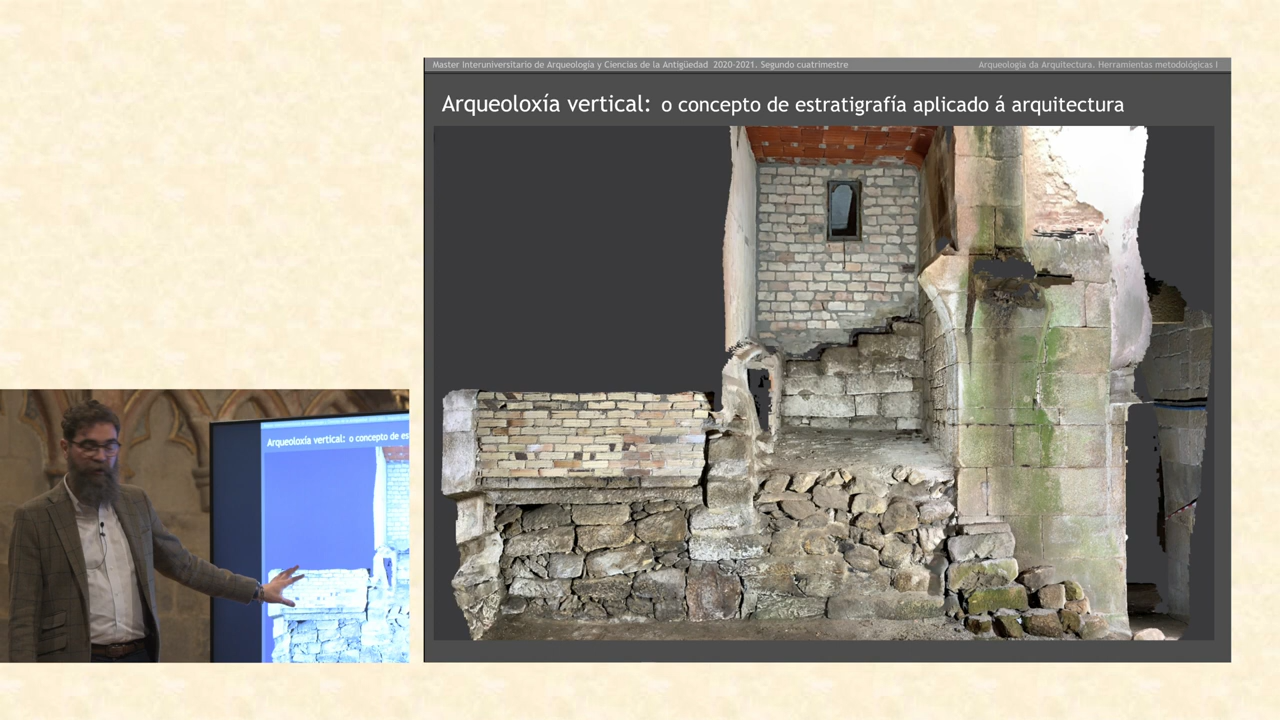 Master Interuniversitario de Arqueología y Ciencias de la Antigüedad 2020-2021. Segundo cuatrimestre
Arqueología da Arquitectura. Herramientas metodológicas I
Arqueoloxía vertical: o concepto de estratigrafía aplicado á arquitectura
Arqueoloxía vertical: o concepto de es